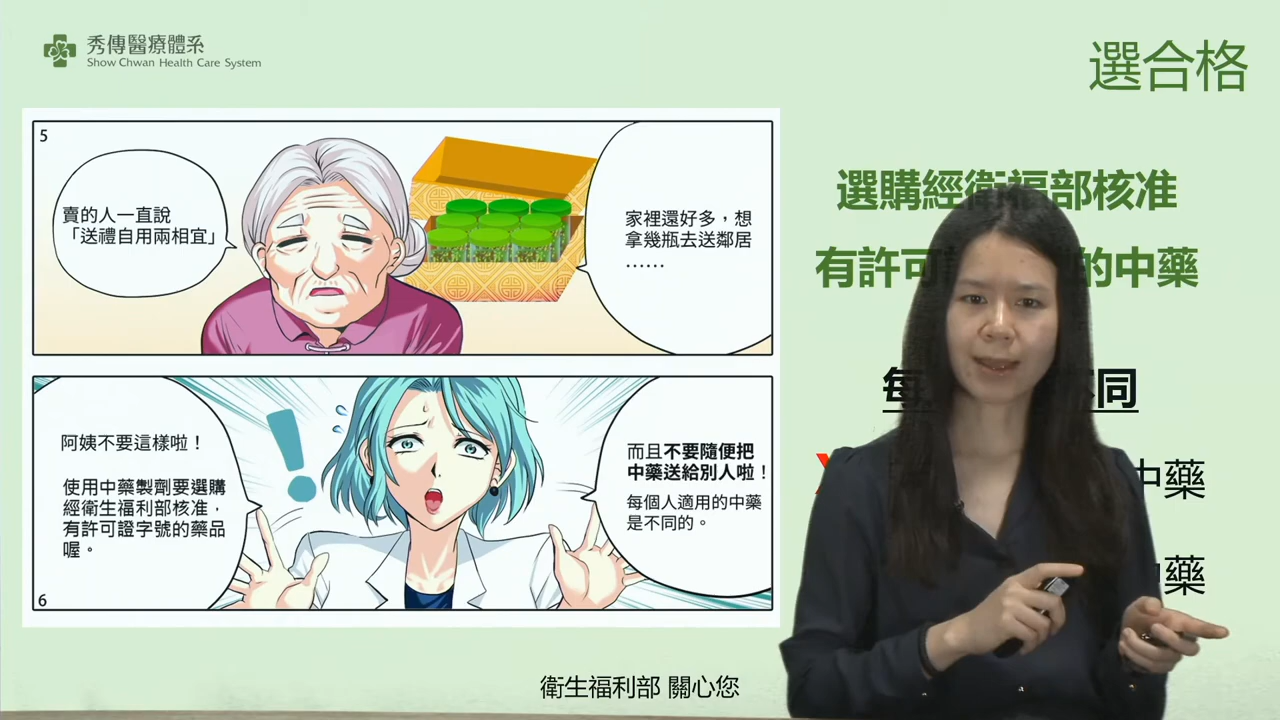 秀傳醫療體系
Show Chwan Health Care System
選合格
5
賣的人一直說
「送禮自用兩相宜」
家裡還好多，想
拿幾瓶去送鄰居
……
阿姨不要這樣啦！
使用中藥製劑要選購
經衛生福利部核准，
有許可證字號的藥品
喔。
而且不要隨便把
中藥送給別人啦！
每個人適用的中藥
是不同的。
6
選購經衛福部核准
有許可
的中藥
每
同
中藥
藥
衛生福利部 關心您